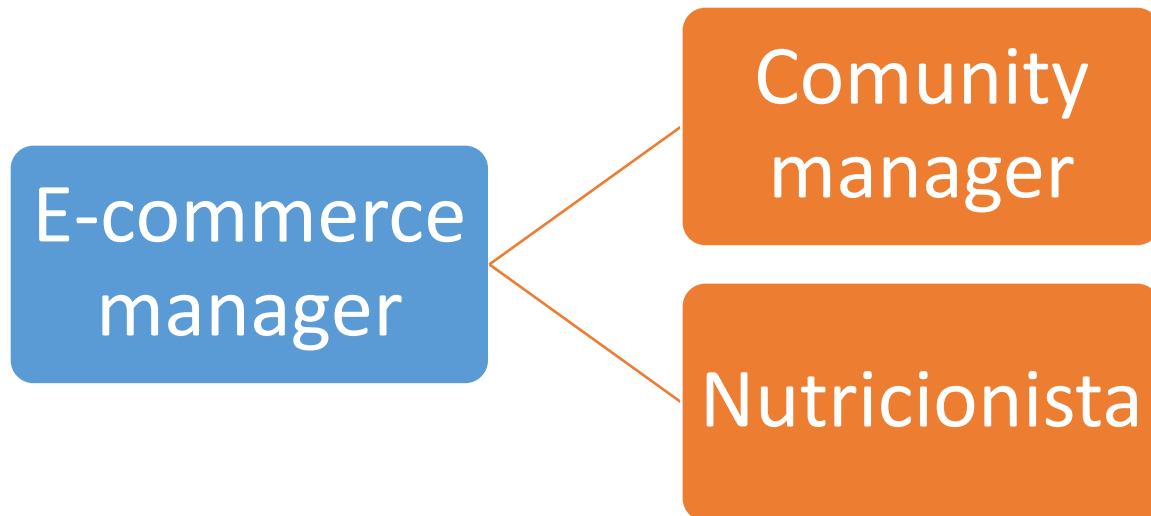 E-commerce
manager
Comunity
manager
Nutricionista